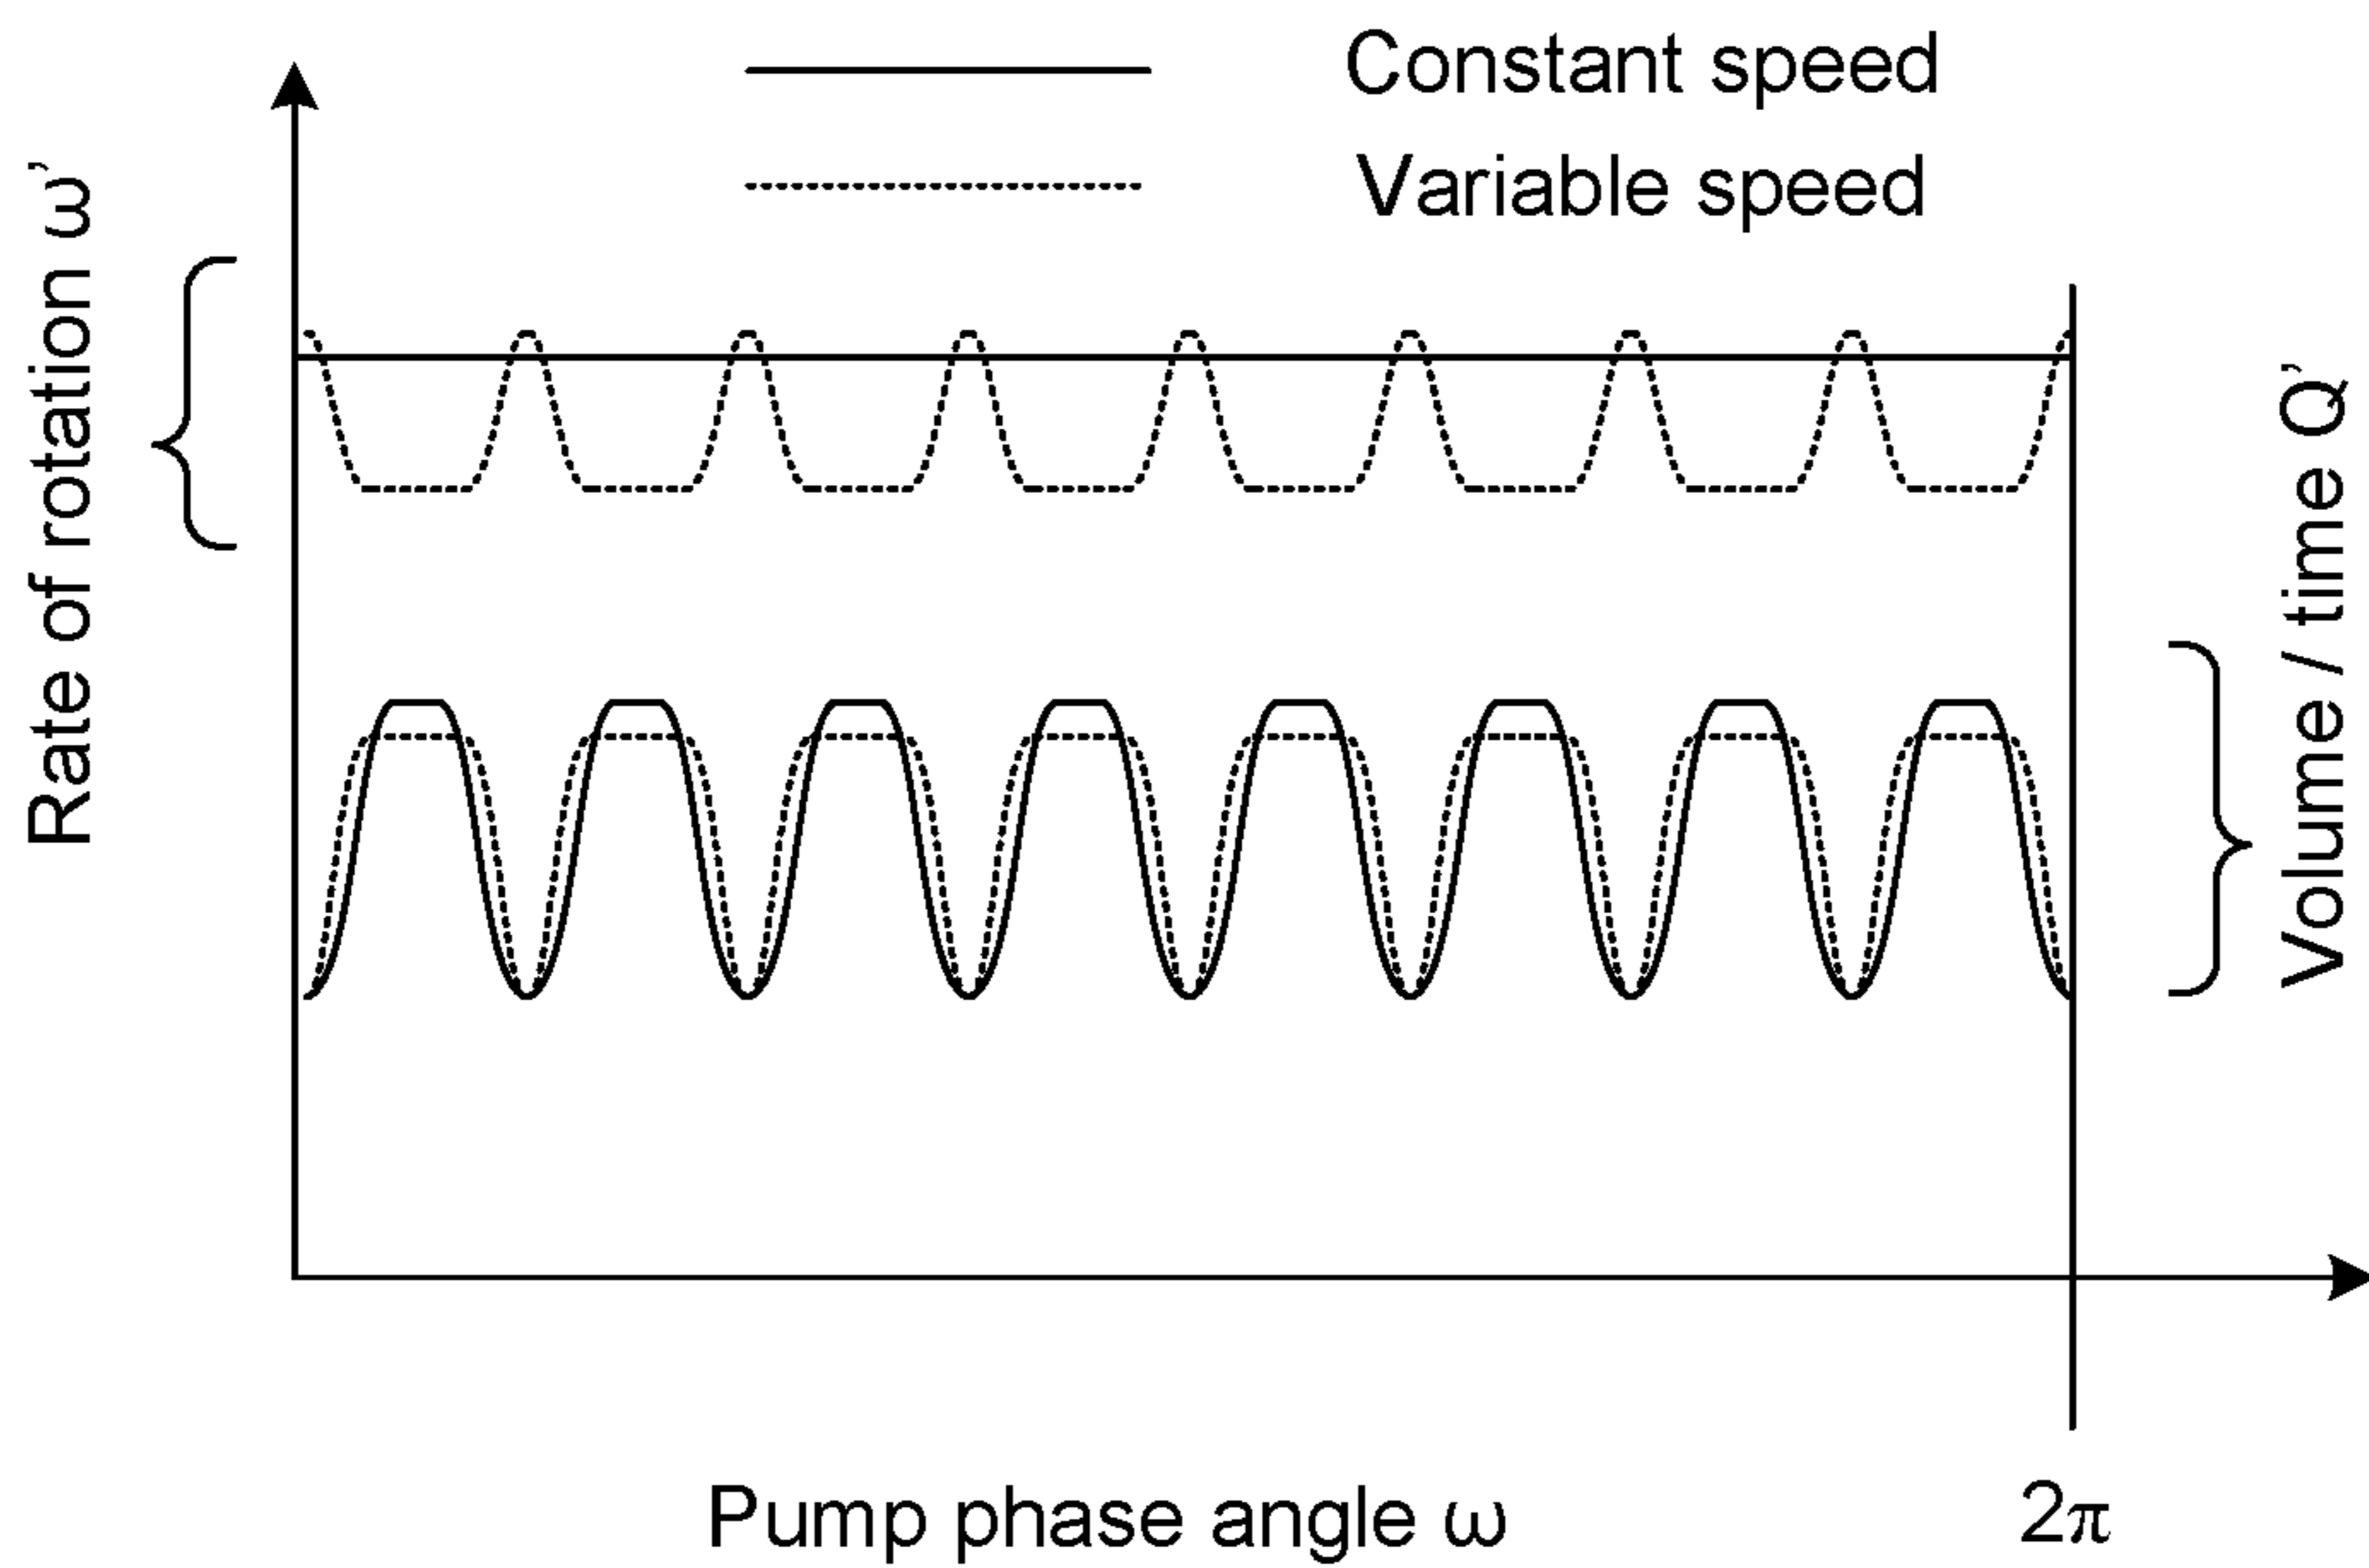 Constant speed
Variable speed
Rate of rotation ω’
Volume / time Q’
Pump phase angle ω
2π